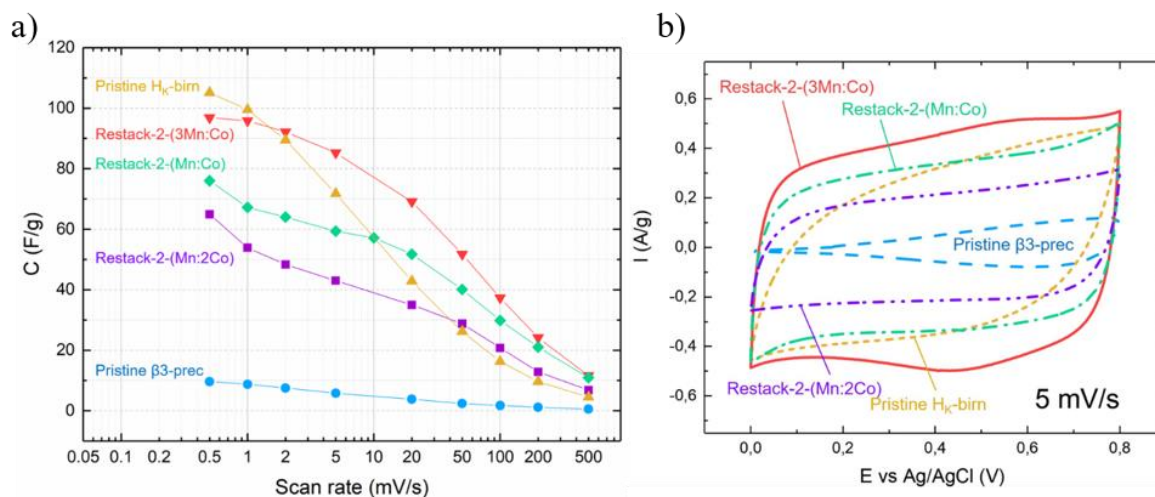 a)
120
100
80
60
40
20
0
C (F/g)
Pristine H_K-birn
Restack-2-(3Mn:Co)
Restack-2-(Mn:Co)
Restack-2-(Mn:2Co)
Pristine β3-prec
0.05 0.1 0.2 0.5 1 2 5 10 20 50 100 200 500
Scan rate (mV/s)
b)
0,8
0,6
0,4
0,2
0,0
-0,2
-0,4
-0,6
I (A/g)
Restack-2-(3Mn:Co)
Restack-2-(Mn:Co)
Pristine β3-prec
Restack-2-(Mn:2Co)
Pristine H_K-birn
5 mV/s
0,0 0,2 0,4 0,6 0,8
E vs Ag/AgCl (V)